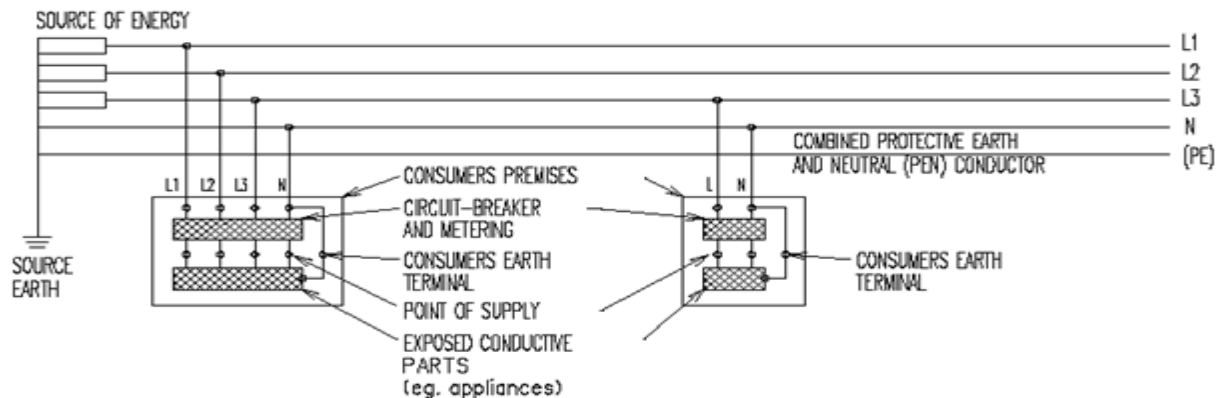 SOURCE OF ENERGY
L1
L2
L3
N
(PE)
COMBINED PROTECTIVE EARTH
AND NEUTRAL (PEN) CONDUCTOR
L1 L2 L3 N
L N
CONSUMERS PREMISES
CIRCUIT-BREAKER
AND METERING
CONSUMERS EARTH
TERMINAL
POINT OF SUPPLY
EXPOSED CONDUCTIVE
PARTS
(eg. appliances)
SOURCE
EARTH
CONSUMERS EARTH
TERMINAL